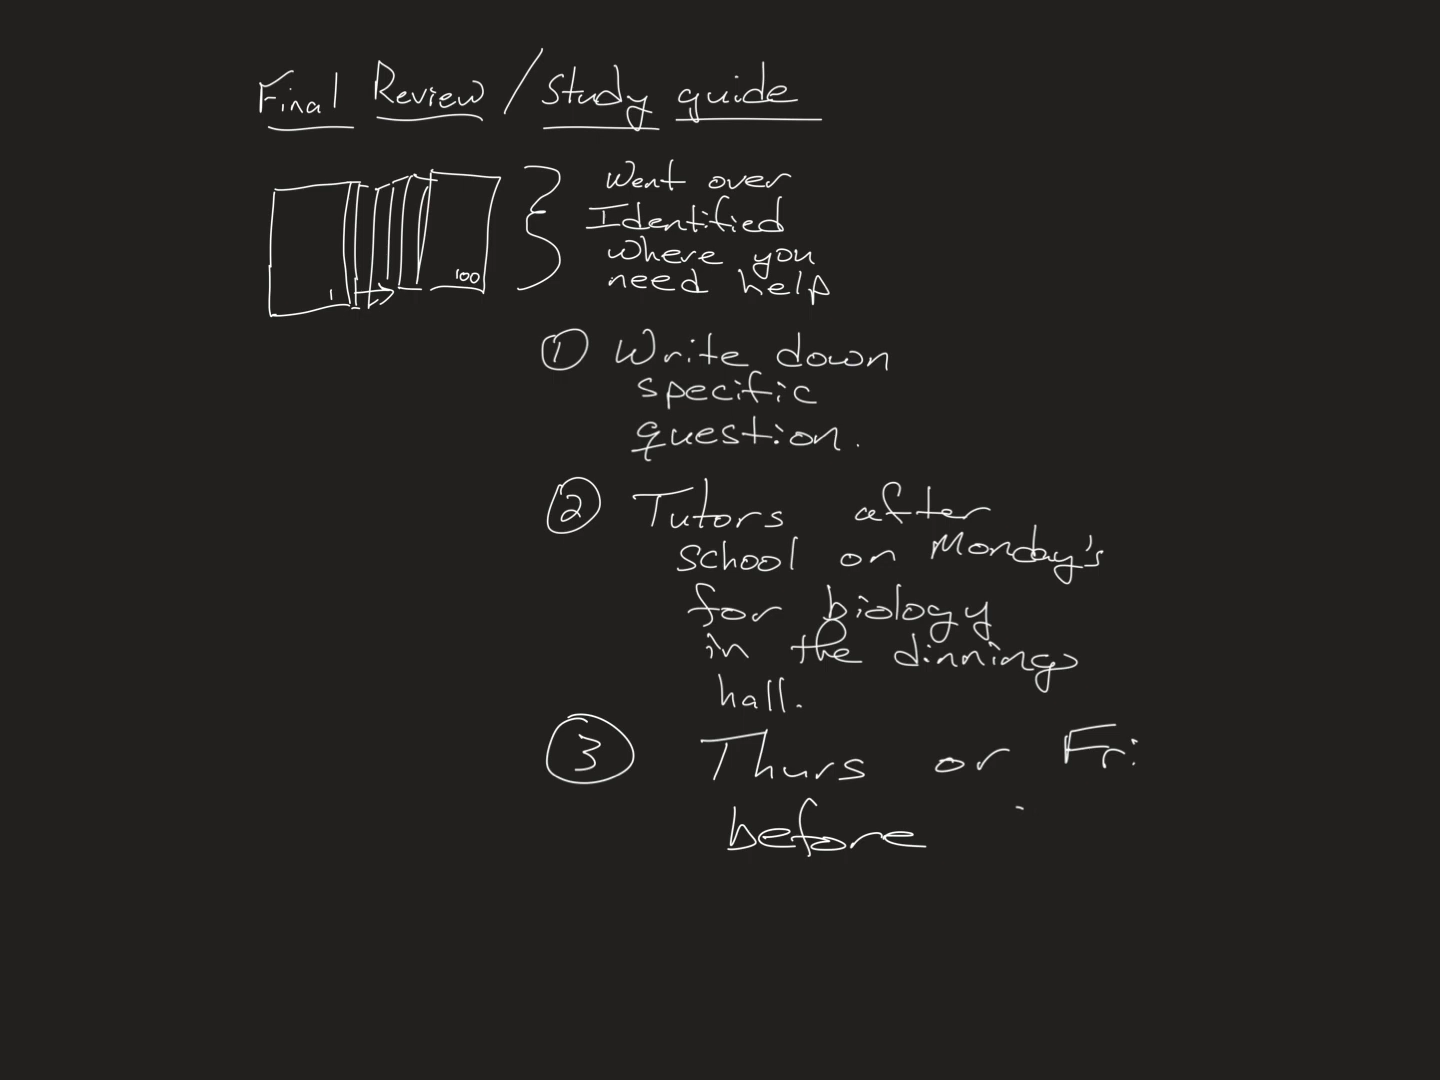 Final Review / Study guide
Went over
Identified
where you
need help
1 100
① Write down
specific
question.
② Tutors after
school on Monday's
for biology
in the dinning
hall.
③ Thurs or Fri
before